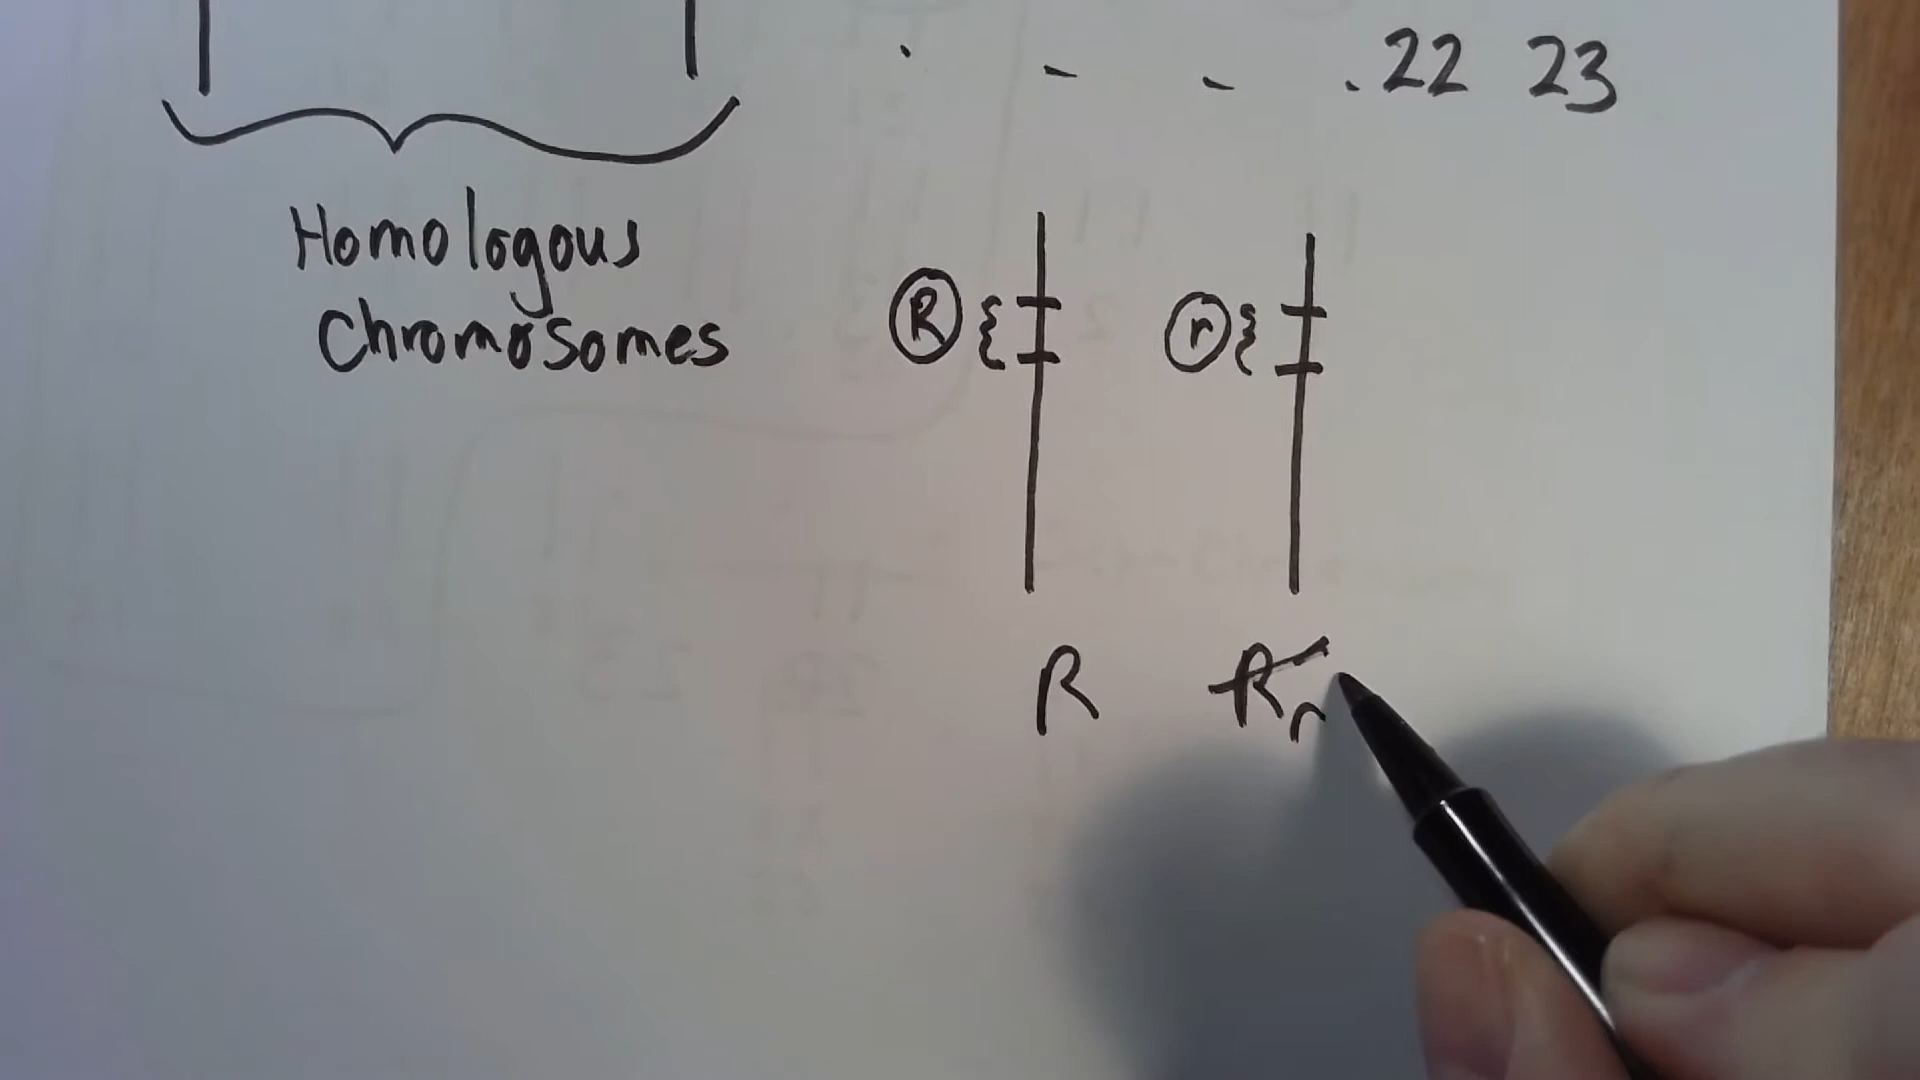 . - - . 22 23
Homologous
Chromosomes
R { r {
R R r